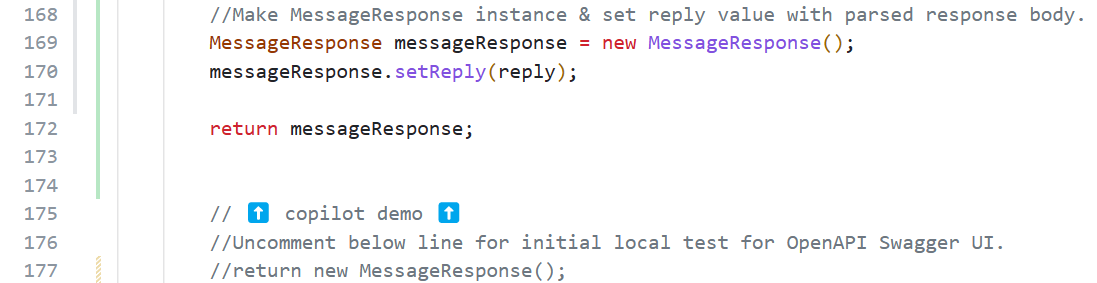 168 //Make MessageResponse instance & set reply value with parsed response body.
169 MessageResponse messageResponse = new MessageResponse();
170 messageResponse.setReply(reply);
171
172 return messageResponse;
173
174
175 // ⬆️ copilot demo ⬆️
176 //Uncomment below line for initial local test for OpenAPI Swagger UI.
177 //return new MessageResponse();